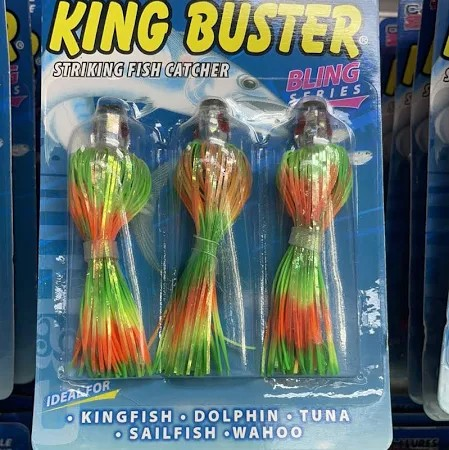 KING BUSTER®
STRIKING FISH CATCHER
BLING
SERIES
IDEAL FOR
• KINGFISH • DOLPHIN • TUNA
• SAILFISH • WAHOO